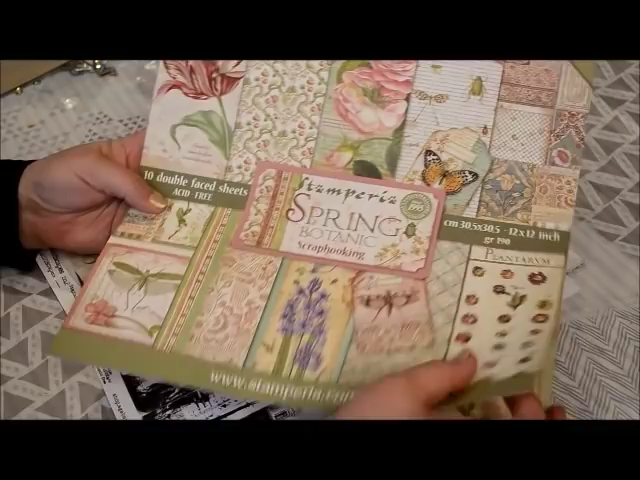 10 double faced sheets
ACID - FREE
Stamperia
SPRING
BOTANIC
Scrapbooking
cm 30.5x30.5 - 12x12 inch
gr 190
PLANTARVM
www.stamperia.com